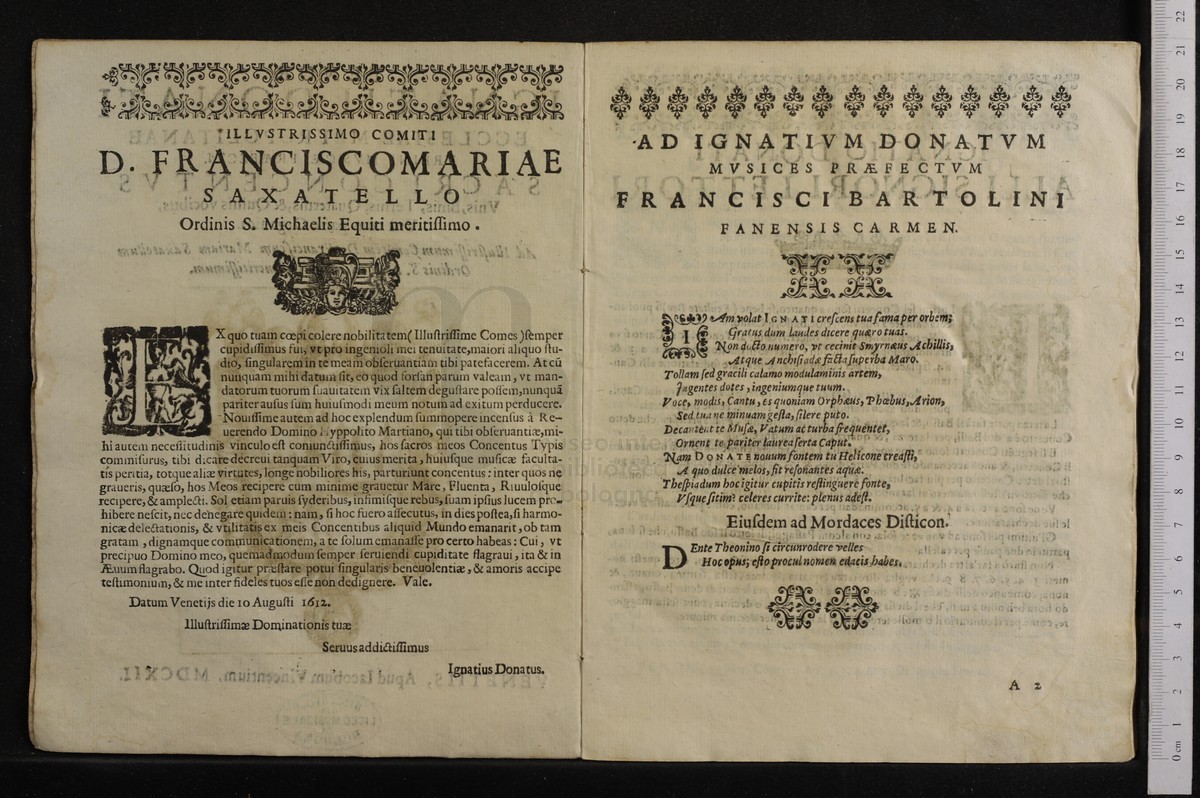 ILLVSTRISSIMO COMITI
D. FRANCISCOMARIAE
SAXATELLO
Ordinis S. Michaelis Equiti meritiſſimo.
EX quo tuam cœpi colere nobilitatem (Illuſtriſſime Comes) ſemper
cupidiſſimus fui, vt pro ingenioli mei tenuitate, maiori aliquo ſtu-
dio, ſingularem in te meam obſeruantiam tibi patefacerem. At cũ
nunquam mihi datum ſit, eo quod forſan parum valeam, vt man-
datorum tuorum ſuauitatem vix ſaltem deguſtare poſſem, nunquã
pariter auſus ſum huiuſmodi meum notum ad exitum perducere.
Nouiſſime autem ad hoc explendum ſummopere incenſus à Re-
uerendo Domino Hyppolito Martiano, qui tibi obſeruantiæ, mi-
hi autem neceſſitudinis vinculo eſt coniunctiſſimus, hos ſacros meos Concentus Typis
commiſurus, tibi dicare decreui tanquam Viro, cuius merita, huiuſque muſicæ faculta-
tis peritia, totque aliæ virtutes, longe nobiliores his, parturiunt concentus: inter quos ne
graueris, quæſo, hos Meos recipere cum minime grauetur Mare, Fluenta, Riuuloſque
recipere, & amplecti. Sol etiam paruis ſyderibus, infimiſque rebus, ſuam ipſius lucem pro-
hibere neſcit, nec denegare quidem: nam, ſi hoc fuero aſſecutus, in dies poſtea, ſi harmo-
nicæ delectationis, & vtilitatis ex meis Concentibus aliquid Mundo emanarit, ob tam
gratam, dignamque communicationem, a te ſolum emanaſſe pro certo habeas: Cui, vt
precipuo Domino meo, quemadmodum ſemper ſeruiendi cupiditate flagraui, ita & in
Æuum flagrabo. Quod igitur præſtare potui ſingularis beneuolentiæ, & amoris accipe
teſtimonium, & me inter fideles tuos eſſe non dedignere. Vale.
Datum Venetijs die 10 Auguſti 1612.
Illuſtriſſimæ Dominationis tuæ
Seruus addictiſſimus
Ignatius Donatus.
AD IGNATIVM DONATVM
MVSICES PRÆFECTVM
FRANCISCI BARTOLINI
FANENSIS CARMEN.
IAm volat IGNATI creſcens tua fama per orbem;
Gratus dum laudes dicere quæro tuas.
Non dicto numero, vt cecinit Smyrnæus Achillis,
Atque Anchiſiadæ facta ſuperba Maro.
Tollam ſed gracili calamo modulaminis artem,
Ingentes dotes, ingeniumque tuum.
Voce, modis, Cantu, es quoniam Orphæus, Phœbus, Arion,
Sed tua ne minuam geſta, ſilere puto.
Decantent te Muſæ, Vatum ac turba frequentet,
Ornent te pariter laurea ſerta Caput.
Nam DONATE nouum fontem tu Helicone creaſti,
A quo dulce melos, fit reſonantes aquæ.
Theſpiadum hoc igitur cupitis reſtinguere fonte,
Vſque ſitim? celeres currite: plenus adeſt.
Eiuſdem ad Mordaces Diſticon.
DEnte Theonino ſi circunrodere velles
Hoc opus; eſto procul nomen edacis habes.
A 2